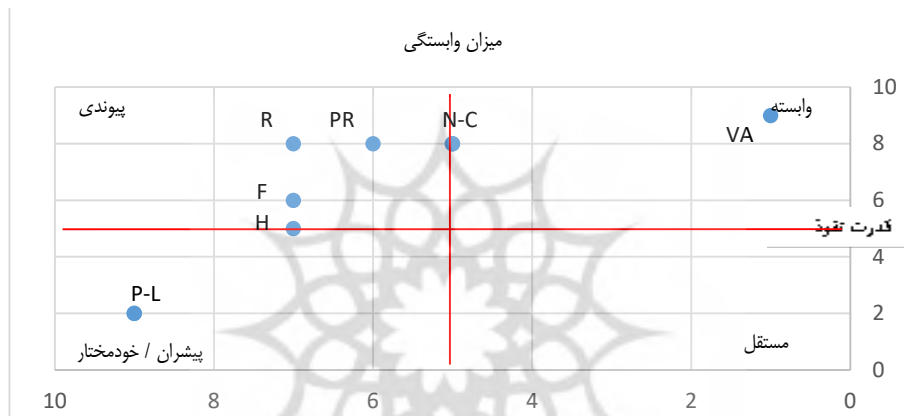 میزان وابستگی
10
وابسته
پیوندی
R
PR
N-C
VA
8
F
6
H
قدرت نفوذ
4
P-L
2
مستقل
پیشران / خودمختار
0
10
8
6
4
2
0